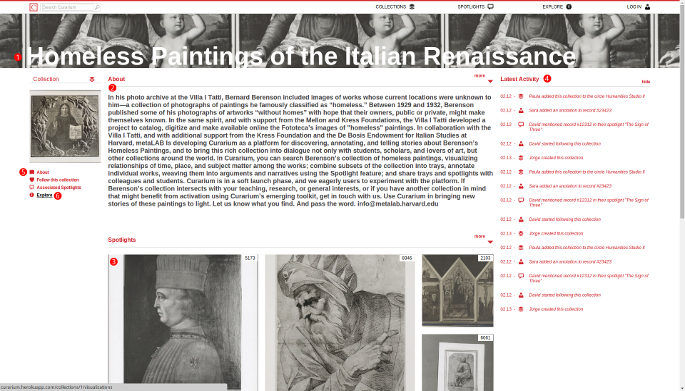 Search Curarium
COLLECTIONS
SPOTLIGHTS
EXPLORE
LOGIN
1 Homeless Paintings of the Italian Renaissance
Collection
5 About
Follow this collection
Associated Spotlights
Explore 6
About
more
2
In his photo archive at the Villa I Tatti, Bernard Berenson included images of works whose current locations were unknown to
him—a collection of photographs of paintings he famously classified as "homeless." Between 1929 and 1932, Berenson
published some of his photographs of artworks "without homes" with hope that their owners, public or private, might make
themselves known. In the same spirit, and with support from the Mellon and Kress Foundations, the Villa I Tatti developed a
project to catalog, digitize and make available online the Fototeca's images of "homeless" paintings. In collaboration with the
Villa I Tatti, and with additional support from the Kress Foundation and the De Bosis Endowment for Italian Studies at
Harvard, metaLAB is developing Curarium as a platform for discovering, annotating, and telling stories about Berenson's
Homeless Paintings, and to bring this rich collection into dialogue not only with students, scholars, and lovers of art, but
other collections around the world. In Curarium, you can search Berenson's collection of homeless paintings, visualizing
relationships of time, place, and subject matter among the works; combine subsets of the collection into trays, annotate
individual works, weaving them into arguments and narratives using the Spotlight feature; and share trays and spotlights with
colleagues and students. Curarium is in a soft launch phase, and we eagerly users to experiment with the platform. If
Berenson's collection intersects with your teaching, research, or general interests, or if you have another collection in mind
that might benefit from activation using Curarium's emerging toolkit, get in touch with us. Use Curarium in bringing new
stories of these paintings to light. Let us know what you find. And pass the word. info@metalab.harvard.edu
Spotlights
more
3
5173
2193
6061
Latest Activity 4
hide
02.12 - Paula added this collection to the circle Humanities Studio II
02.12 - Sara added an anotation to record #23423
02.12 - David mentioned record #12312 in their spotlight "The Sign of
Three"
02.12 - David started following this collection
02.12 - Jorge created this collection
02.12 - Paula added this collection to the circle Humanities Studio II
02.12 - Sara added an anotation to record #23423
02.12 - David mentioned record #12312 in their spotlight "The Sign of
Three"
02.12 - David started following this collection
02.12 - Jorge created this collection
02.12 - Paula added this collection to the circle Humanities Studio II
02.12 - Sara added an anotation to record #23423
02.12 - David mentioned record #12312 in their spotlight "The Sign of
Three"
02.12 - David started following this collection
02.12 - Jorge created this collection
curarium.herokuapp.com/collections/1/visualizations